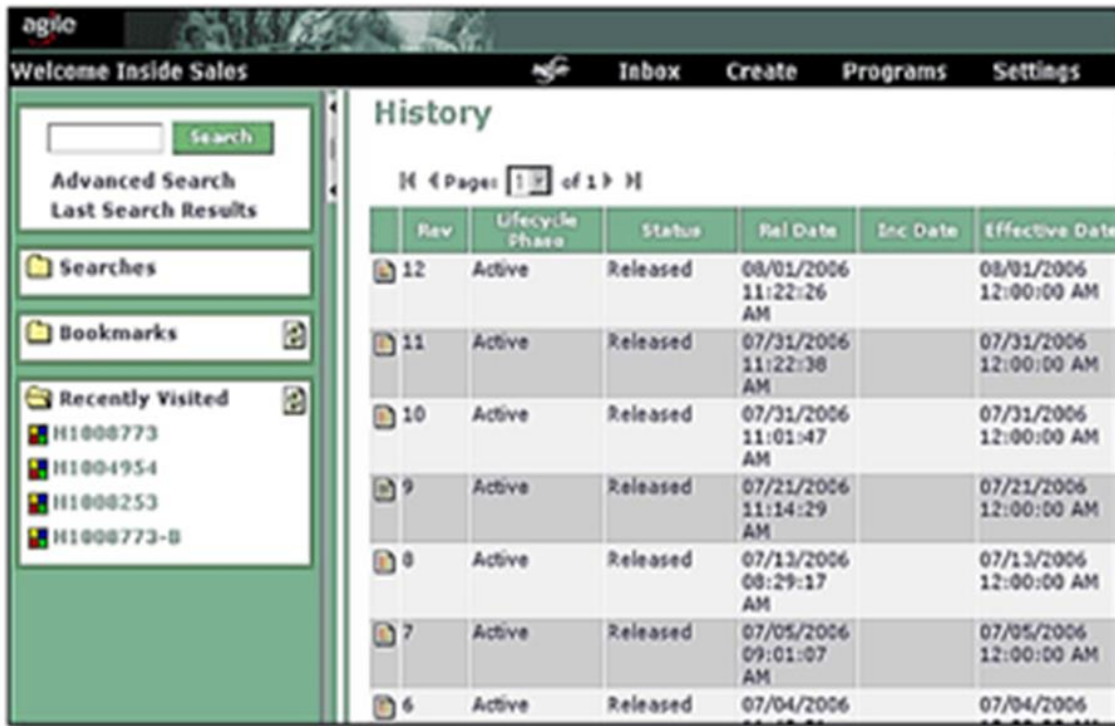 agile
Welcome Inside Sales
Inbox Create Programs Settings
Search
Advanced Search
Last Search Results
Searches
Bookmarks
Recently Visited
H1008773
H1004954
H1008253
H1008773-B
History
Page: 1 of 1
Rev Lifecycle Phase Status Rel Date Inc Date Effective Date
12 Active Released 08/01/2006 08/01/2006
11:22:26 12:00:00 AM
AM
11 Active Released 07/31/2006 07/31/2006
11:22:38 12:00:00 AM
AM
10 Active Released 07/31/2006 07/31/2006
11:01:47 12:00:00 AM
AM
9 Active Released 07/21/2006 07/21/2006
11:14:29 12:00:00 AM
AM
8 Active Released 07/13/2006 07/13/2006
08:29:17 12:00:00 AM
AM
7 Active Released 07/05/2006 07/05/2006
09:01:07 12:00:00 AM
AM
6 Active Released 07/04/2006 07/04/2006